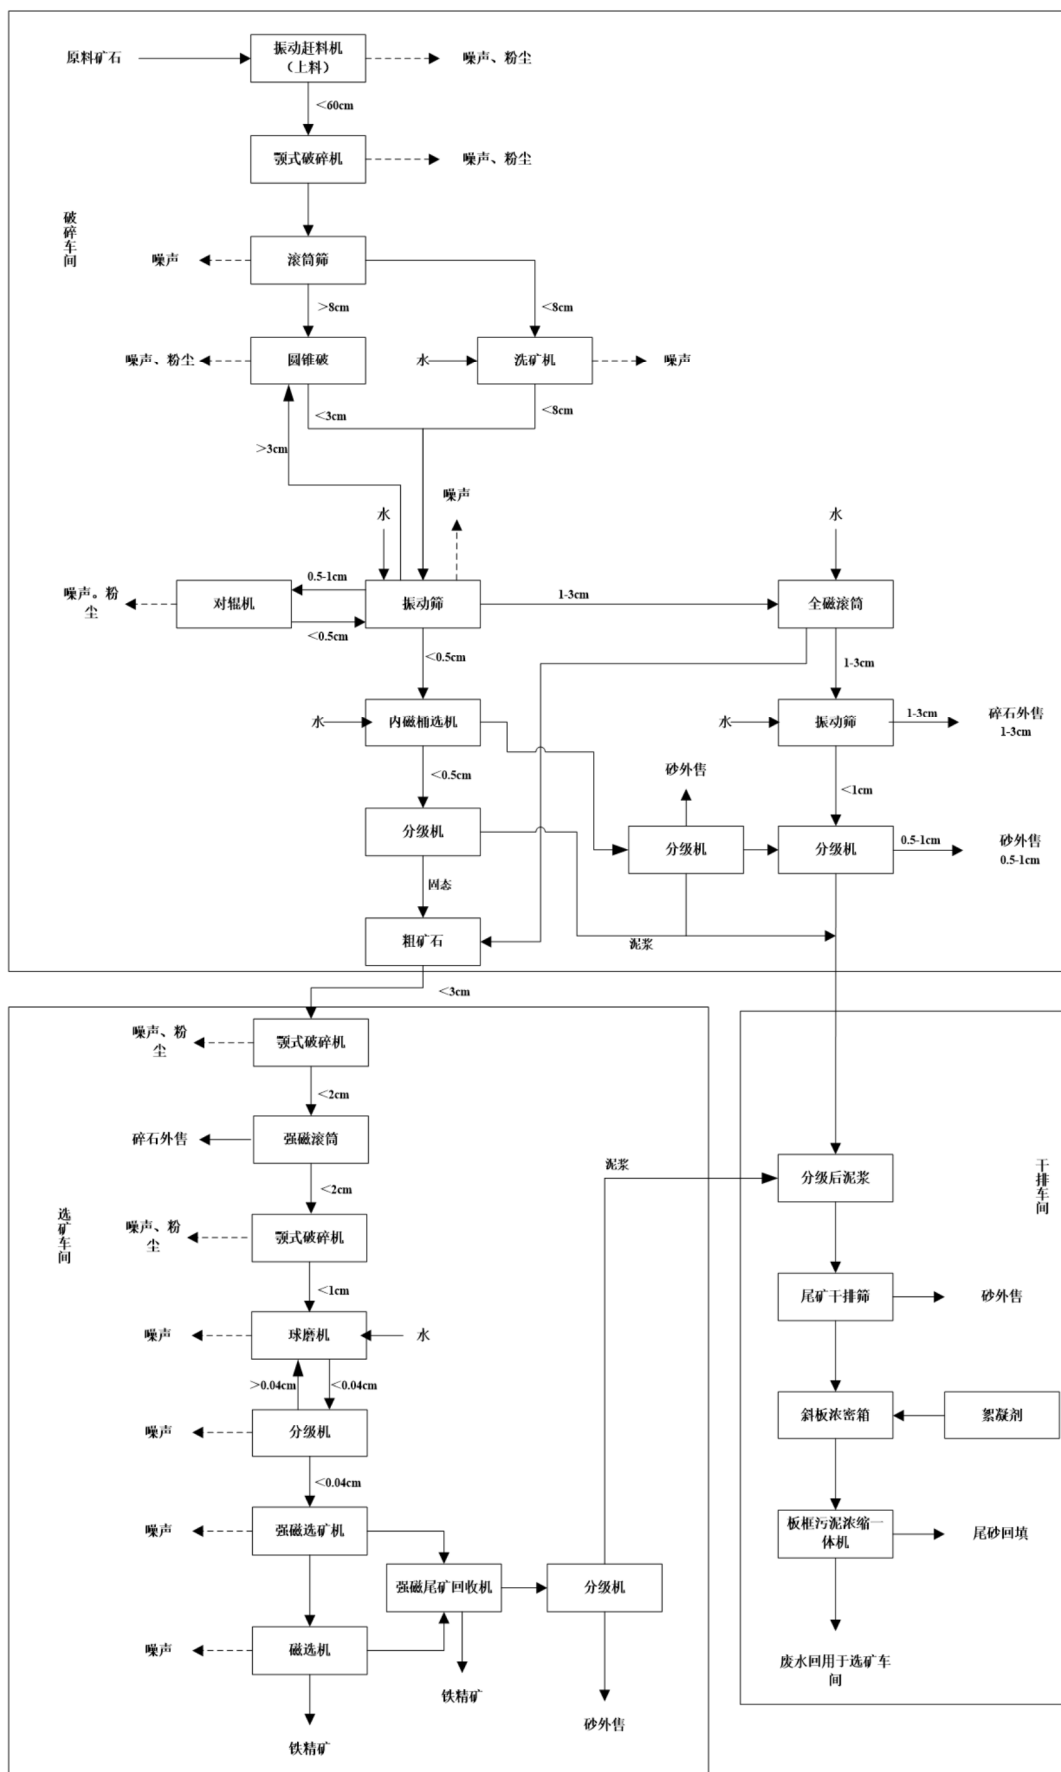 原料矿石
振动赶料机
（上料）
噪声、粉尘
＜60cm
颚式破碎机
噪声、粉尘
破碎车间
噪声
滚筒筛
＞8cm
＜8cm
噪声、粉尘
圆锥破
水
洗矿机
噪声
＜3cm
＜8cm
＞3cm
噪声
水
水
噪声。粉
尘
对辊机
0.5-1cm
＜0.5cm
振动筛
1-3cm
全磁滚筒
＜0.5cm
1-3cm
水
内磁桶选机
水
振动筛
1-3cm
碎石外售
1-3cm
＜0.5cm
砂外售
＜1cm
分级机
分级机
分级机
0.5-1cm
砂外售
0.5-1cm
固态
粗矿石
泥浆
＜3cm
噪声、粉
尘
颚式破碎机
＜2cm
碎石外售
强磁滚筒
＜2cm
选矿车间
噪声、粉
尘
颚式破碎机
＜1cm
噪声
球磨机
水
＞0.04cm
＜0.04cm
噪声
分级机
＜0.04cm
噪声
强磁选矿机
强磁尾矿回收机
分级机
噪声
磁选机
铁精矿
铁精矿
砂外售
泥浆
分级后泥浆
干排车间
尾矿干排筛
砂外售
斜板浓密箱
絮凝剂
板框污泥浓缩一
体机
尾砂回填
废水回用于选矿车
间